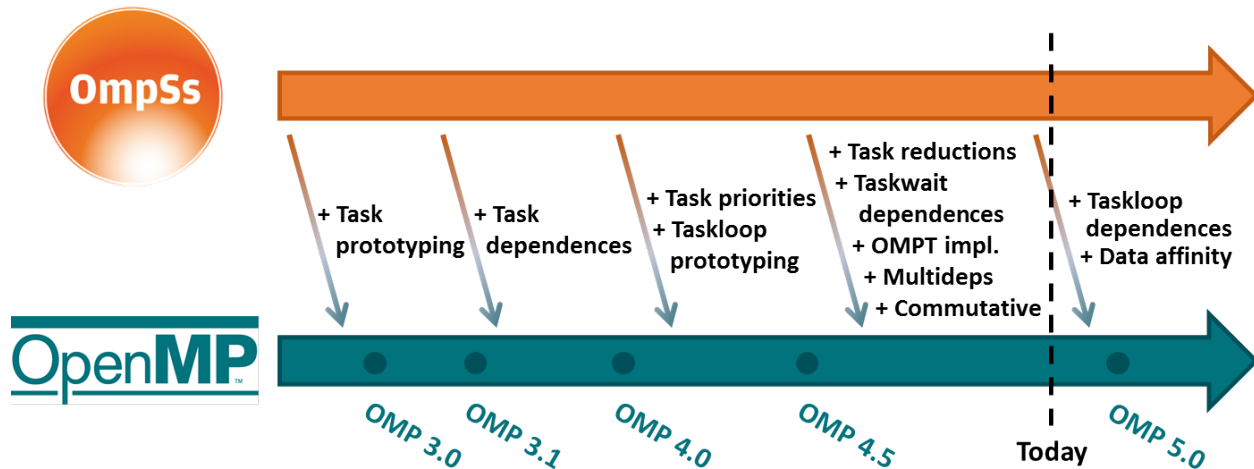 OmpSs
+ Task
prototyping
+ Task
dependences
+ Task priorities
+ Taskloop
prototyping
+ Task reductions
+ Taskwait
dependences
+ OMPT impl.
+ Multideps
+ Commutative
+ Taskloop
dependences
+ Data affinity
OpenMP™
OMP 3.0
OMP 3.1
OMP 4.0
OMP 4.5
Today
OMP 5.0